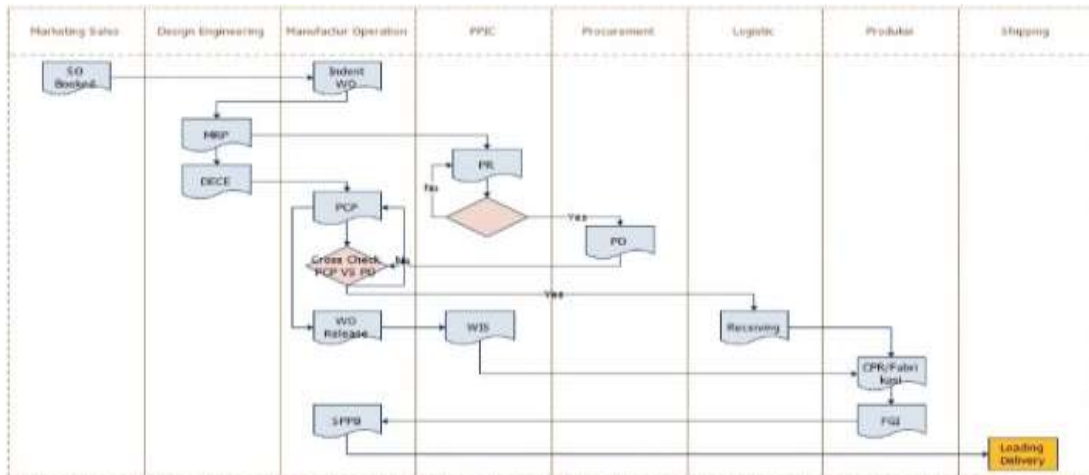 Marketing Sales
Design Engineering
Manufactur Operation
PPIC
Procurement
Logistic
Produksi
Shipping
SO
Booked
Indent
WO
MRP
PR
DECE
No
PCP
Yes
PO
Cross Check
PCP VS PO
No
Yes
WO
Release
WIS
Receiving
CPR/Fabri
kasi
SPPB
FGI
Loading
Delivery